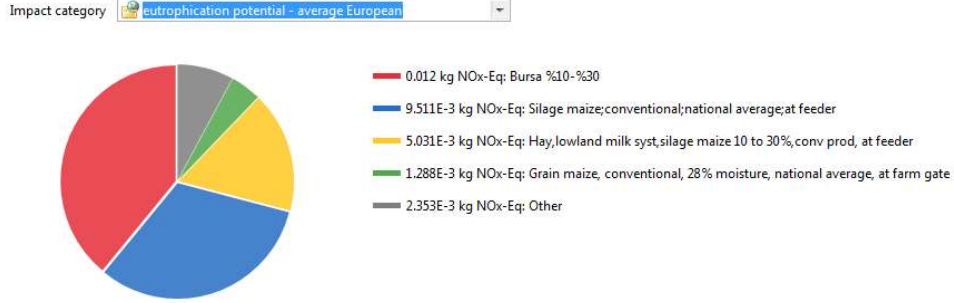 Impact category eutrophication potential - average European
0.012 kg NOx-Eq: Bursa %10-%30
9.511E-3 kg NOx-Eq: Silage maize;conventional;national average;at feeder
5.031E-3 kg NOx-Eq: Hay,lowland milk syst,silage maize 10 to 30%,conv prod, at feeder
1.288E-3 kg NOx-Eq: Grain maize, conventional, 28% moisture, national average, at farm gate
2.353E-3 kg NOx-Eq: Other